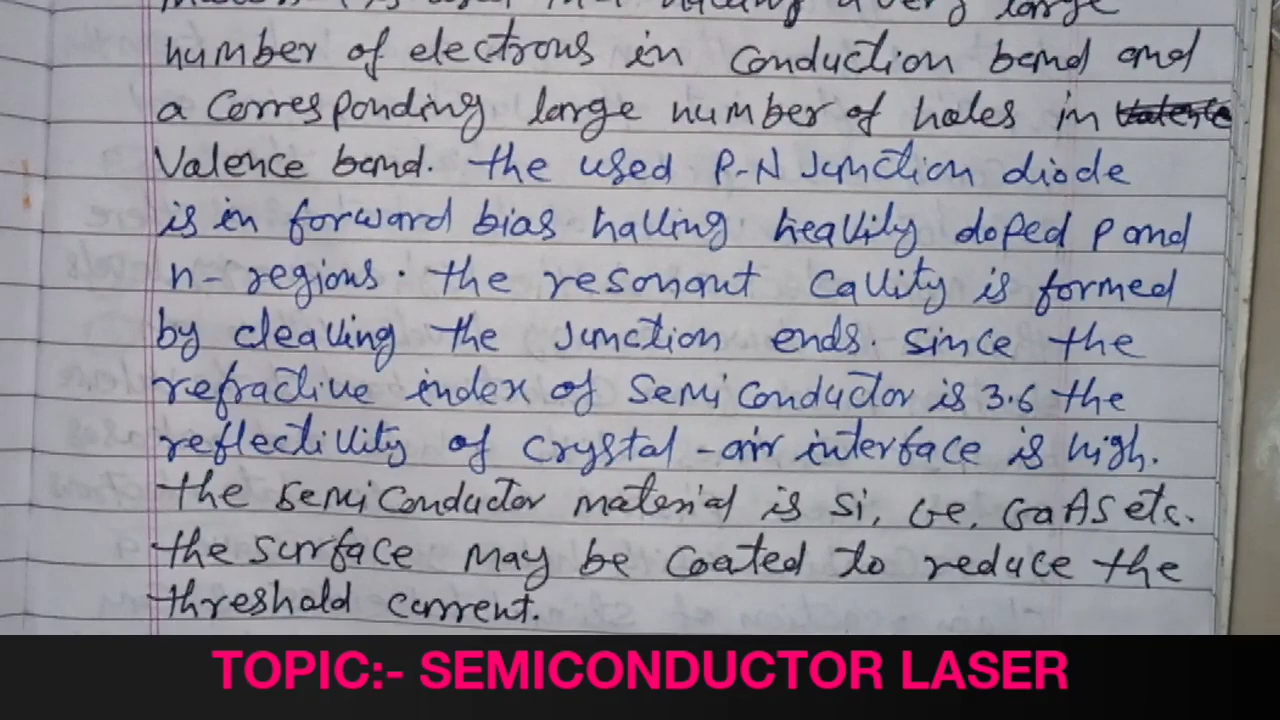 a very large
number of electrons in conduction band and
a corresponding large number of holes in
Valence band. the used P-N Junction diode
is in forward bias having heavily doped P and
n- regions. the resonant cavity is formed
by cleaving the Junction ends. since the
refractive index of semiconductor is 3.6 the
reflectivity of crystal-air interface is high.
the semiconductor material is Si, Ge, GaAs etc.
the surface may be coated to reduce the
threshold current.
TOPIC:- SEMICONDUCTOR LASER